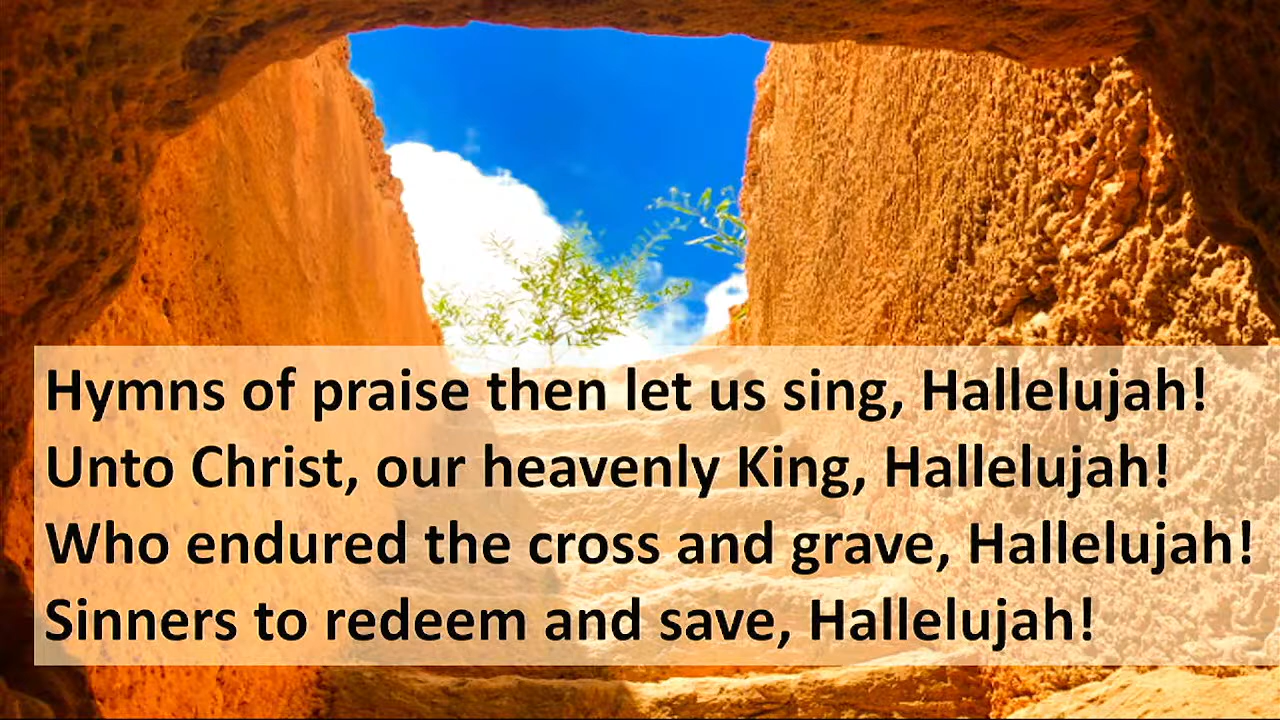 Hymns of praise then let us sing, Hallelujah!
Unto Christ, our heavenly King, Hallelujah!
Who endured the cross and grave, Hallelujah!
Sinners to redeem and save, Hallelujah!